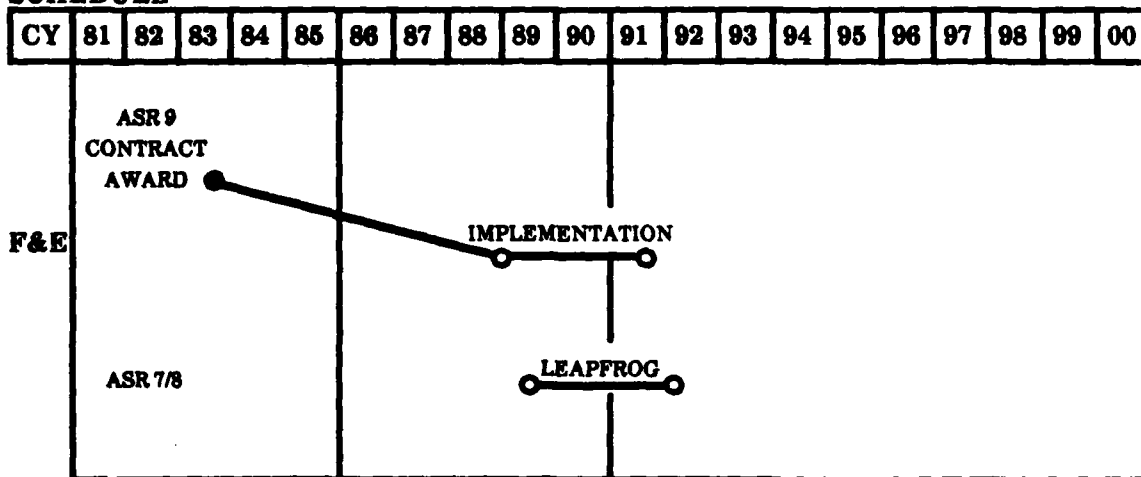 SCHEDULE
CY 81 82 83 84 85 86 87 88 89 90 91 92 93 94 95 96 97 98 99 00
ASR 9
CONTRACT
AWARD
F&E
IMPLEMENTATION
ASR 7/8
LEAPFROG